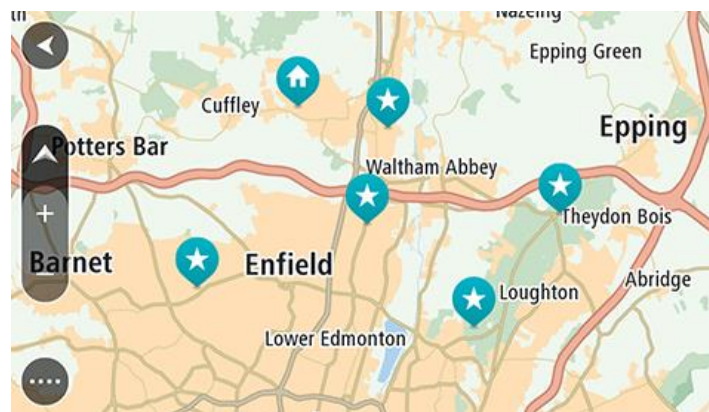 Nazeing
Epping Green
Cuffley
Epping
Potters Bar
Waltham Abbey
Theydon Bois
Barnet
Enfield
Loughton
Abridge
Lower Edmonton